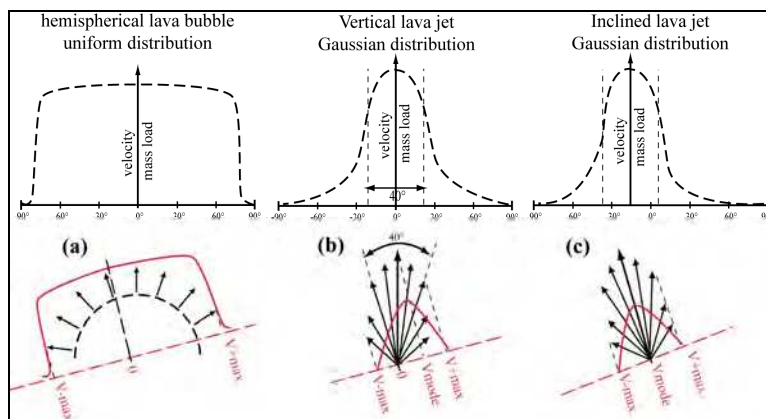 hemispherical lava bubble
uniform distribution
velocity
mass load
-90° -60° -30° 0° 30° 60° 90°
Vertical lava jet
Gaussian distribution
velocity
mass load
40°
-90° -60° -30° 0° 30° 60° 90°
Inclined lava jet
Gaussian distribution
velocity
mass load
-90° -60° -30° 0° 30° 60° 90°
(a)
V-max
0
V+max
(b)
40°
V-max
0
Vmode
V+max
(c)
V-max
Vmode
V+max